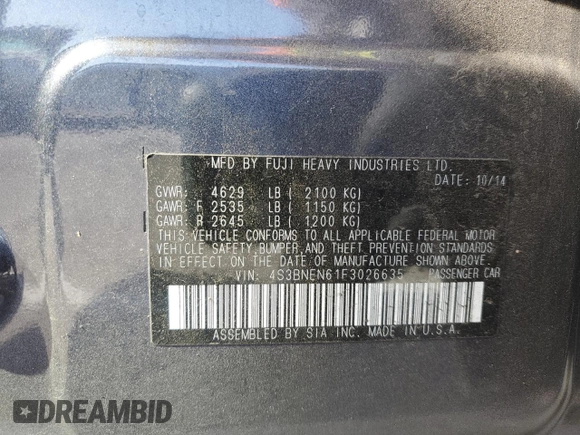 MFD BY FUJI HEAVY INDUSTRIES LTD.
DATE: 10/14
GVWR: 4629 LB ( 2100 KG)
GAWR: F 2535 LB ( 1150 KG)
GAWR: R 2645 LB ( 1200 KG)
THIS VEHICLE CONFORMS TO ALL APPLICABLE FEDERAL MOTOR
VEHICLE SAFETY,BUMPER,AND THEFT PREVENTION STANDARDS
IN EFFECT ON THE DATE OF MANUFACTURE SHOWN ABOVE.
VIN: 4S3BNEN61F3026635 PASSENGER CAR
ASSEMBLED BY SIA INC. MADE IN U.S.A.
DREAMBID